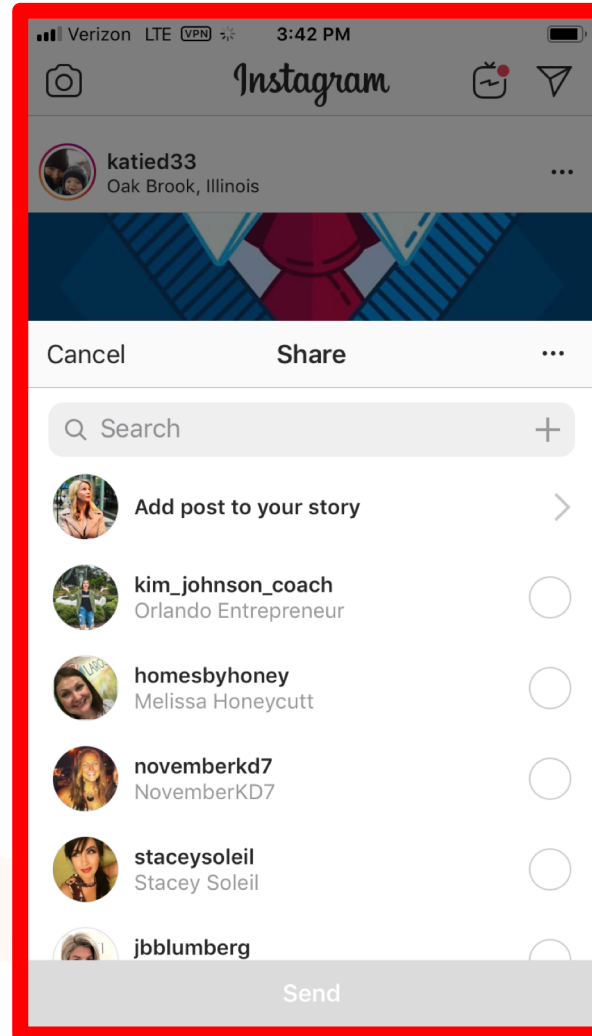 Verizon LTE VPN 3:42 PM
Instagram
katied33
Oak Brook, Illinois
Cancel Share
Search
Add post to your story
kim_johnson_coach
Orlando Entrepreneur
homesbyhoney
Melissa Honeycutt
novemberkd7
NovemberKD7
staceysoleil
Stacey Soleil
jbblumberg
Send